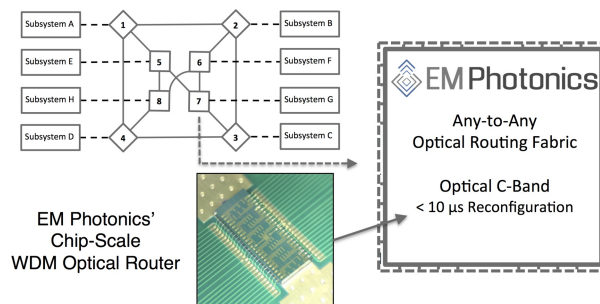 Subsystem A
1
2
Subsystem B
Subsystem E
5
6
Subsystem F
Subsystem H
8
7
Subsystem G
Subsystem D
4
3
Subsystem C
EM Photonics'
Chip-Scale
WDM Optical Router
EM Photonics
Any-to-Any
Optical Routing Fabric
Optical C-Band
< 10 µs Reconfiguration